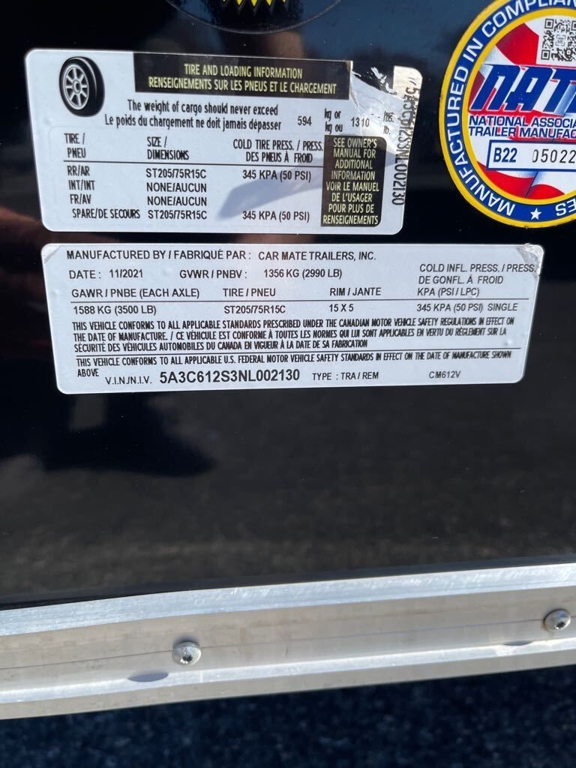 TIRE AND LOADING INFORMATION
RENSEIGNEMENTS SUR LES PNEUS ET LE CHARGEMENT
The weight of cargo should never exceed
Le poids du chargement ne doit jamais dépasser 594 kg or kg ou 1310
TIRE / PNEU SIZE / DIMENSIONS COLD TIRE PRESS. / PRESS. DES PNEUS À FROID
RR/AR ST205/75R15C 345 KPA (50 PSI)
INT/INT NONE/AUCUN
FR/AV NONE/AUCUN
SPARE/DE SECOURS ST205/75R15C 345 KPA (50 PSI)
SEE OWNER'S
MANUAL FOR
ADDITIONAL
INFORMATION
VOIR LE MANUEL
DE L'USAGER
POUR PLUS DE
RENSEIGNEMENTS
5A3C612S3NL002130
MANUFACTURED IN COMPLIANCE
NAT
NATIONAL ASSOCIA
TRAILER MANUFAC
B22 05022
MANUFACTURED BY / FABRIQUÉ PAR : CAR MATE TRAILERS, INC.
DATE : 11/2021 GVWR / PNBV : 1356 KG (2990 LB) COLD INFL. PRESS. / PRESS. DE GONFL. À FROID
GAWR / PNBE (EACH AXLE) TIRE / PNEU RIM / JANTE KPA (PSI / LPC)
1588 KG (3500 LB) ST205/75R15C 15 X 5 345 KPA (50 PSI) SINGLE
THIS VEHICLE CONFORMS TO ALL APPLICABLE STANDARDS PRESCRIBED UNDER THE CANADIAN MOTOR VEHICLE SAFETY REGULATIONS IN EFFECT ON
THE DATE OF MANUFACTURE. / CE VÉHICULE EST CONFORME À TOUTES LES NORMES QUI LUI SONT APPLICABLES EN VERTU DU RÈGLEMENT SUR LA
SÉCURITÉ DES VÉHICULES AUTOMOBILES DU CANADA EN VIGUEUR À LA DATE DE SA FABRICATION.
THIS VEHICLE CONFORMS TO ALL APPLICABLE U.S. FEDERAL MOTOR VEHICLE SAFETY STANDARDS IN EFFECT ON THE DATE OF MANUFACTURE SHOWN
ABOVE.
V.I.N./N.I.V. 5A3C612S3NL002130 TYPE : TRA / REM CM612V